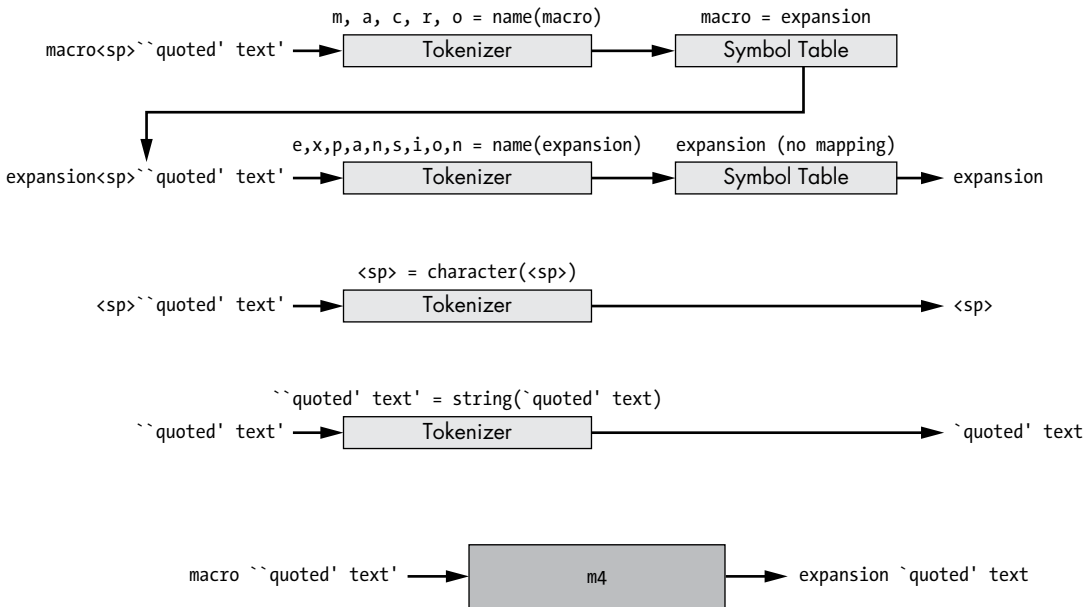 m, a, c, r, o = name(macro)
macro = expansion
macro<sp>``quoted' text'
Tokenizer
Symbol Table
e,x,p,a,n,s,i,o,n = name(expansion)
expansion (no mapping)
expansion<sp>``quoted' text'
Tokenizer
Symbol Table
expansion
<sp> = character(<sp>)
<sp>``quoted' text'
Tokenizer
<sp>
``quoted' text' = string(`quoted' text)
``quoted' text'
Tokenizer
`quoted' text
macro ``quoted' text'
m4
expansion `quoted' text